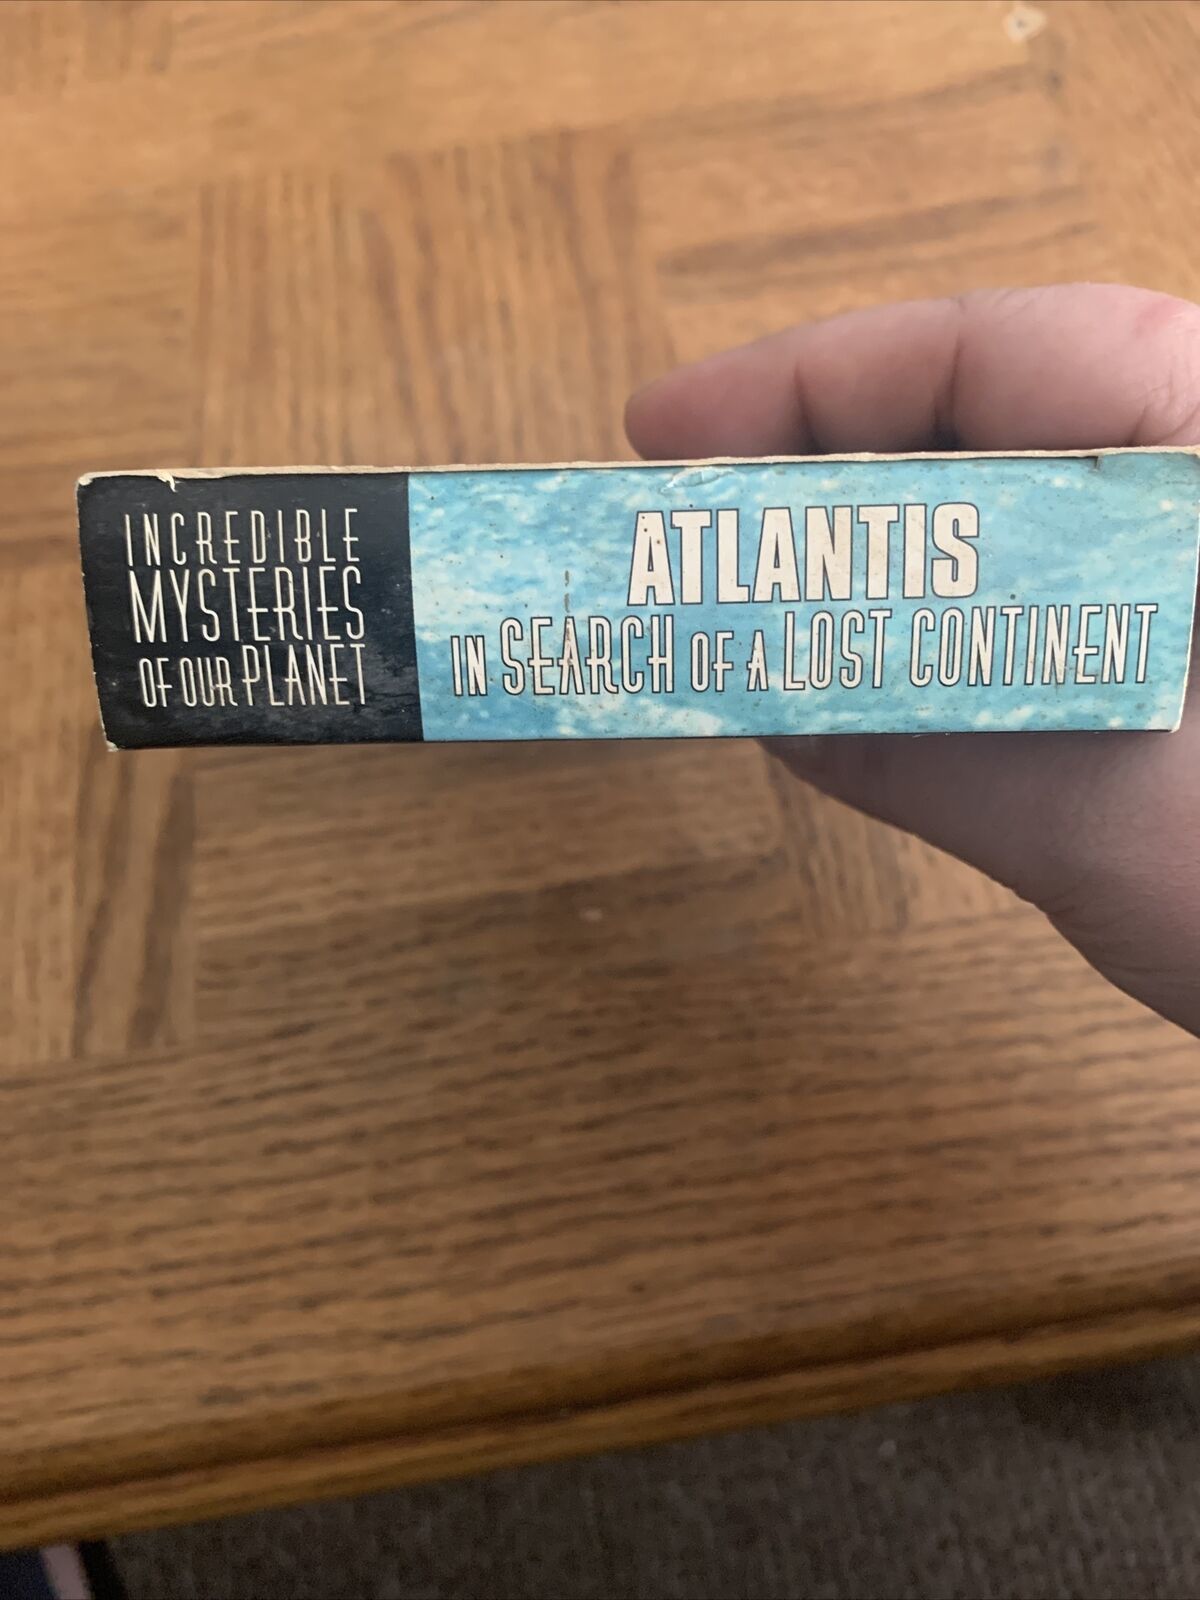 INCREDIBLE
MYSTERIES
OF OUR PLANET
ATLANTIS
IN SEARCH OF A LOST CONTINENT